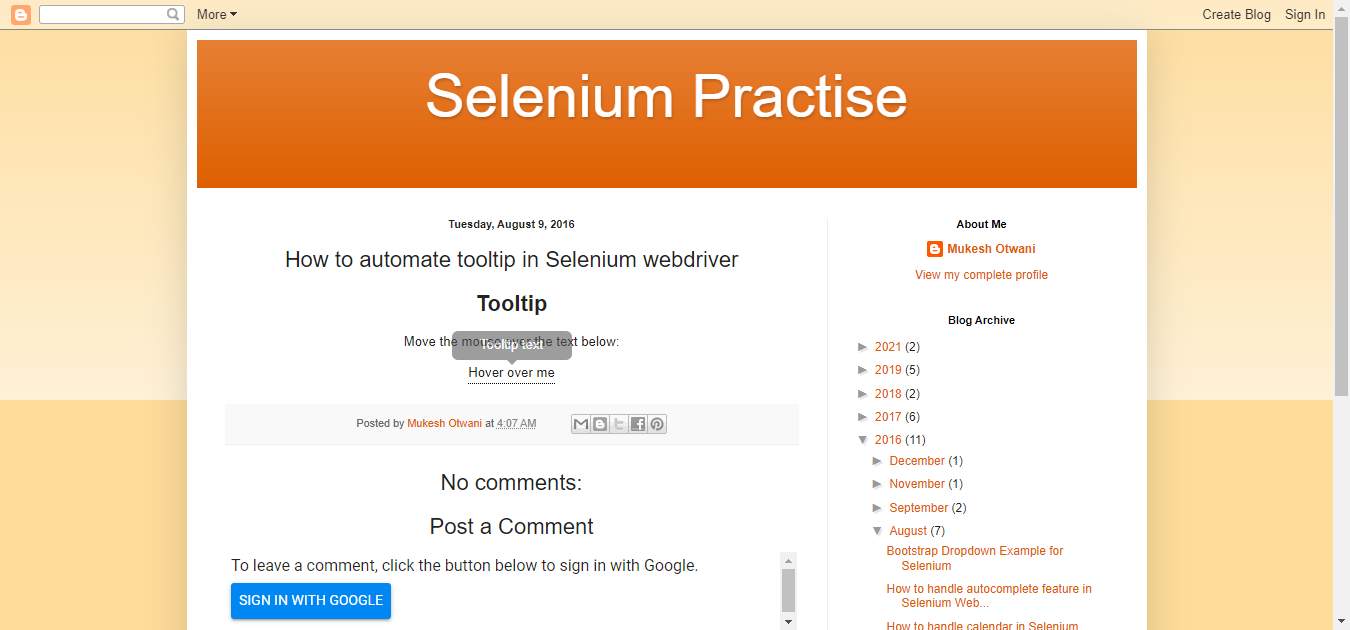 More
Create Blog Sign In
Selenium Practise
Tuesday, August 9, 2016
How to automate tooltip in Selenium webdriver
Tooltip
Move the mouse over the text below:
Tooltip text
Hover over me
Posted by Mukesh Otwani at 4:07 AM
No comments:
Post a Comment
To leave a comment, click the button below to sign in with Google.
SIGN IN WITH GOOGLE
About Me
Mukesh Otwani
View my complete profile
Blog Archive
► 2021 (2)
► 2019 (5)
► 2018 (2)
► 2017 (6)
▼ 2016 (11)
► December (1)
► November (1)
► September (2)
▼ August (7)
Bootstrap Dropdown Example for
Selenium
How to handle autocomplete feature in
Selenium Web...
How to handle calendar in Selenium